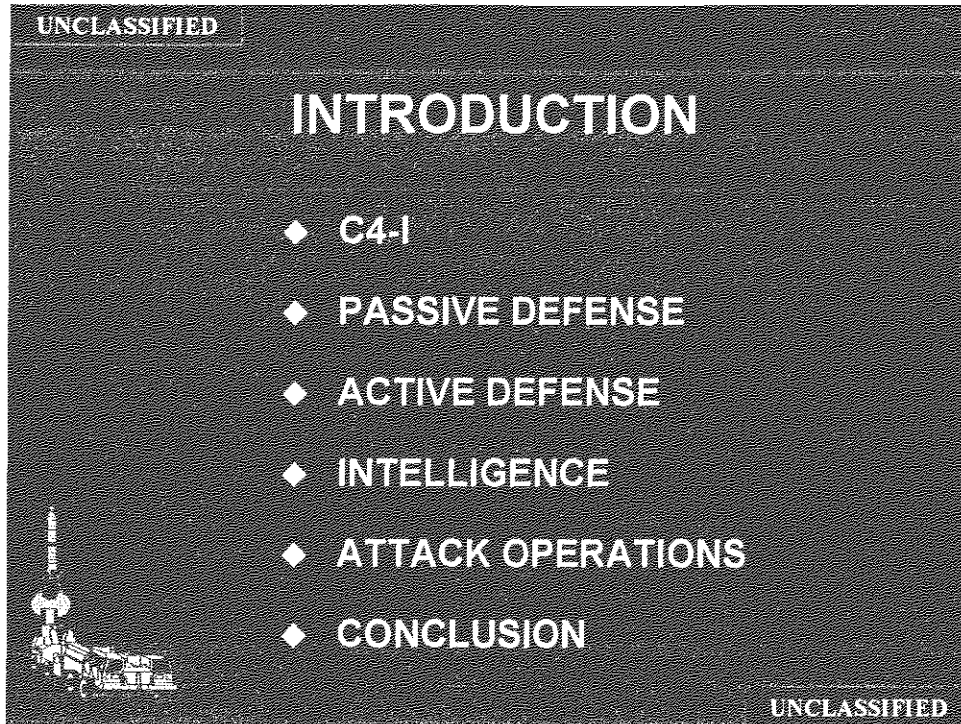 UNCLASSIFIED
INTRODUCTION
◆ C4-I
◆ PASSIVE DEFENSE
◆ ACTIVE DEFENSE
◆ INTELLIGENCE
◆ ATTACK OPERATIONS
◆ CONCLUSION
UNCLASSIFIED